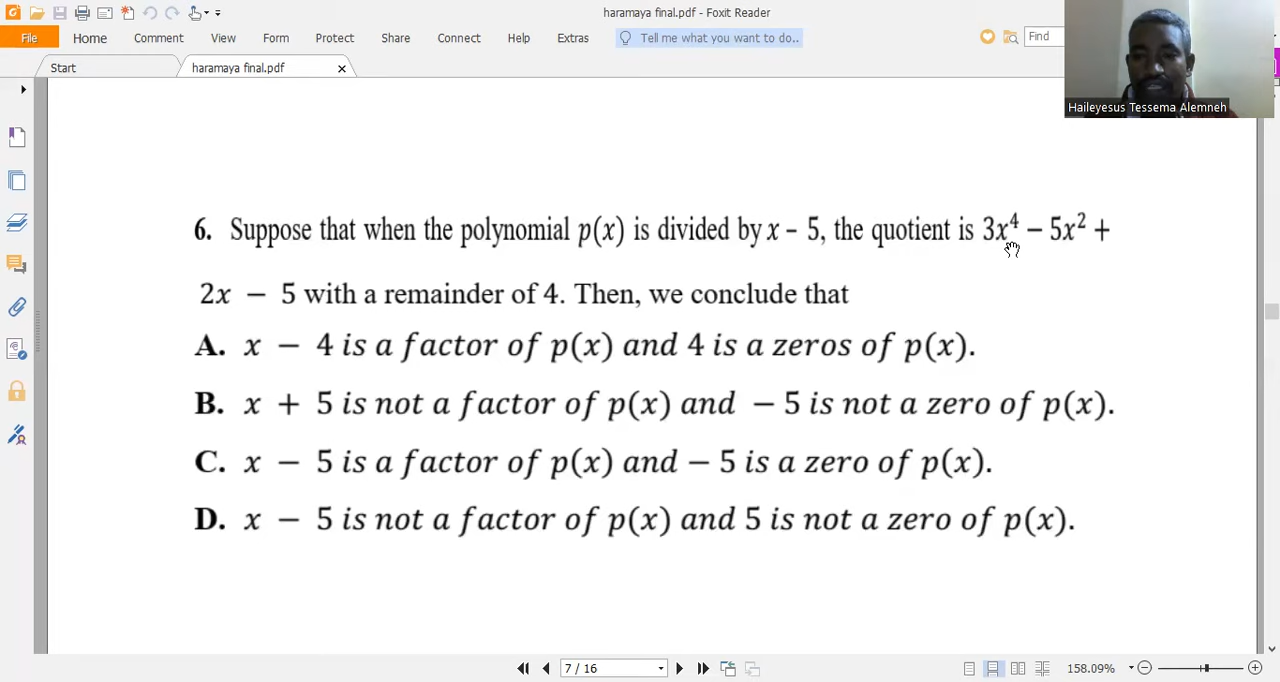 haramaya final.pdf - Foxit Reader
File Home Comment View Form Protect Share Connect Help Extras Tell me what you want to do.. Find
Start haramaya final.pdf
Haileyesus Tessema Alemneh
6. Suppose that when the polynomial p(x) is divided by x – 5, the quotient is 3x⁴ − 5x² +
2x − 5 with a remainder of 4. Then, we conclude that
A. x − 4 is a factor of p(x) and 4 is a zeros of p(x).
B. x + 5 is not a factor of p(x) and − 5 is not a zero of p(x).
C. x − 5 is a factor of p(x) and − 5 is a zero of p(x).
D. x − 5 is not a factor of p(x) and 5 is not a zero of p(x).
7 / 16 158.09%